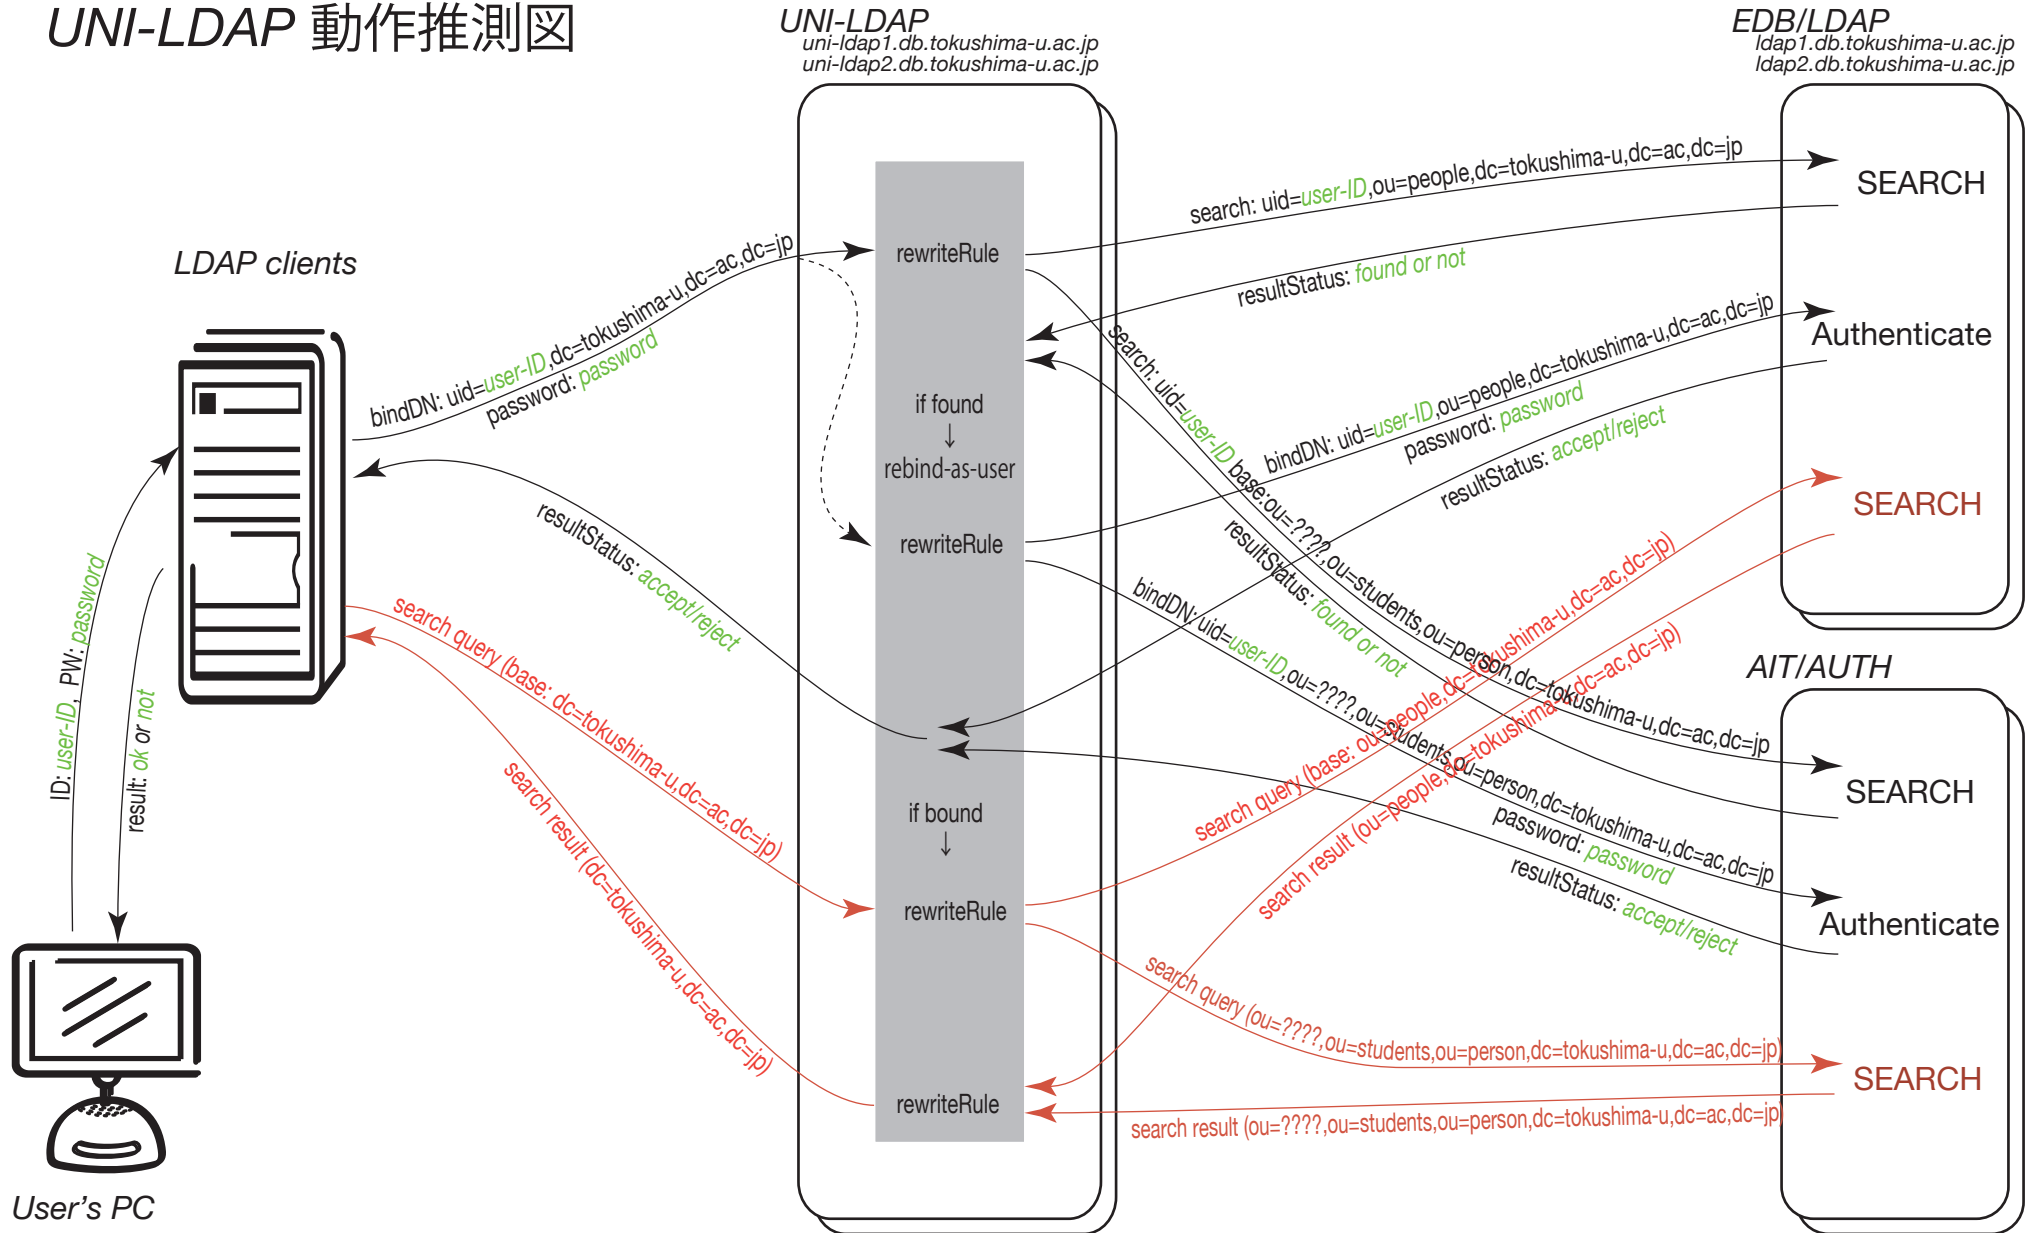 UNI-LDAP 動作推測図
UNI-LDAP
uni-ldap1.db.tokushima-u.ac.jp
uni-ldap2.db.tokushima-u.ac.jp
EDB/LDAP
ldap1.db.tokushima-u.ac.jp
ldap2.db.tokushima-u.ac.jp
LDAP clients
bindDN: uid=user-ID,dc=tokushima-u,dc=ac,dc=jp
password: password
resultStatus: accept/reject
search query (base: dc=tokushima-u,dc=ac,dc=jp)
search result (dc=tokushima-u,dc=ac,dc=jp)
ID: user-ID, PW: password
result: ok or not
User's PC
rewriteRule
if found
↓
rebind-as-user
rewriteRule
if bound
↓
rewriteRule
rewriteRule
search: uid=user-ID,ou=people,dc=tokushima-u,dc=ac,dc=jp
resultStatus: found or not
search: uid=user-ID base:ou=????,ou=students,ou=person,dc=tokushima-u,dc=ac,dc=jp
resultStatus: found or not
bindDN: uid=user-ID,ou=people,dc=tokushima-u,dc=ac,dc=jp
password: password
resultStatus: accept/reject
bindDN: uid=user-ID,ou=????,ou=students,ou=person,dc=tokushima-u,dc=ac,dc=jp
password: password
resultStatus: accept/reject
search query (base: ou=people,dc=tokushima-u,dc=ac,dc=jp)
search result (ou=people,dc=tokushima-u,dc=ac,dc=jp)
search query (ou=????,ou=students,ou=person,dc=tokushima-u,dc=ac,dc=jp)
search result (ou=????,ou=students,ou=person,dc=tokushima-u,dc=ac,dc=jp)
SEARCH
Authenticate
SEARCH
AIT/AUTH
SEARCH
Authenticate
SEARCH